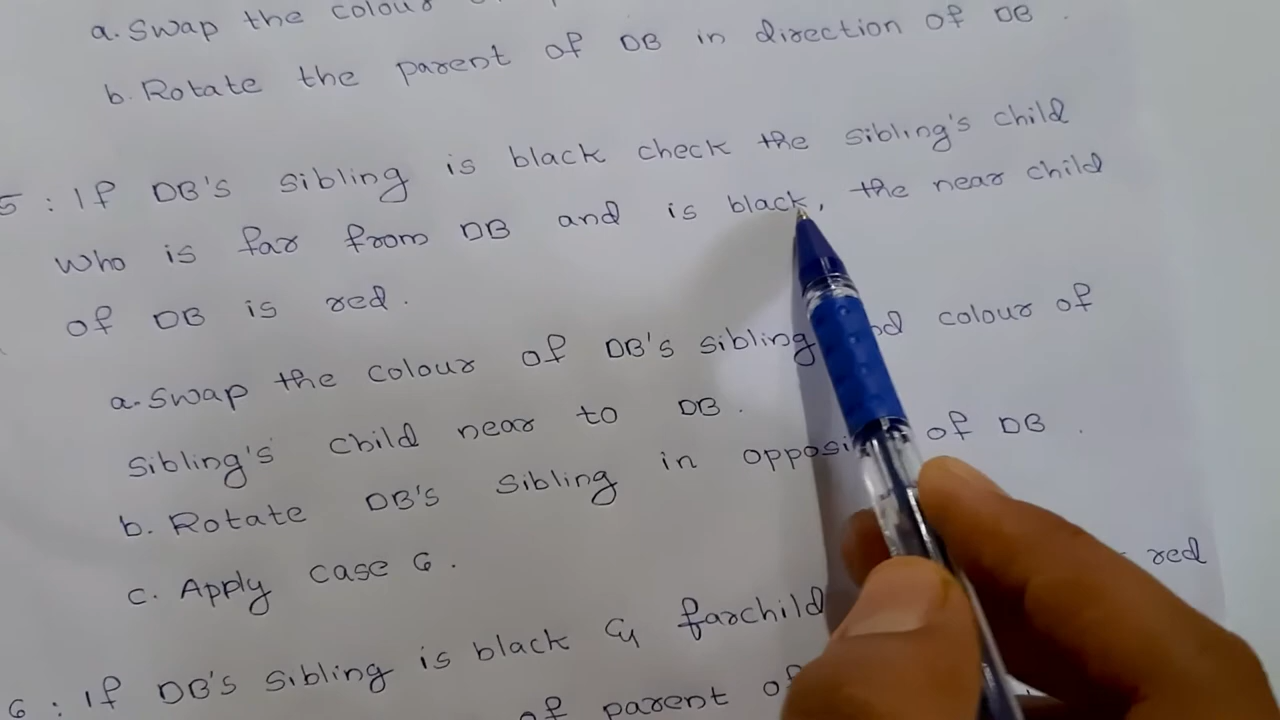 a. Swap the colour
b. Rotate the parent of DB in direction of DB.
5: If DB's sibling is black check the sibling's child
who is far from DB and is black, the near child
of DB is red.
a. Swap the colour of DB's sibling colour of
sibling's child near to DB.
b. Rotate DB's sibling in of DB.
c. Apply case 6.
6: If DB's sibling is black & farchild red
of parent